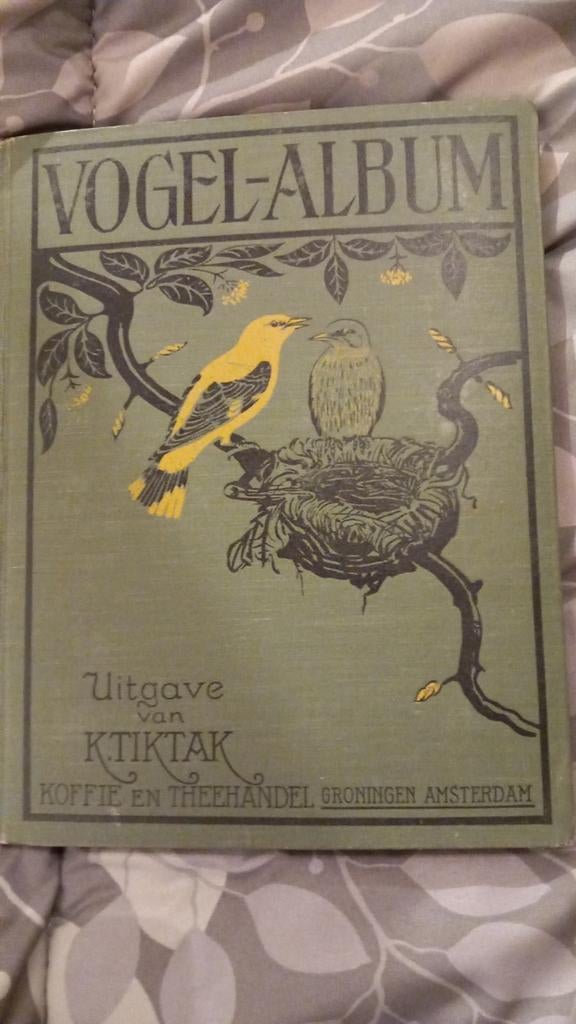 VOGEL-ALBUM
Uitgave
van
K.TIKTAK
KOFFIE EN THEEHANDEL GRONINGEN AMSTERDAM